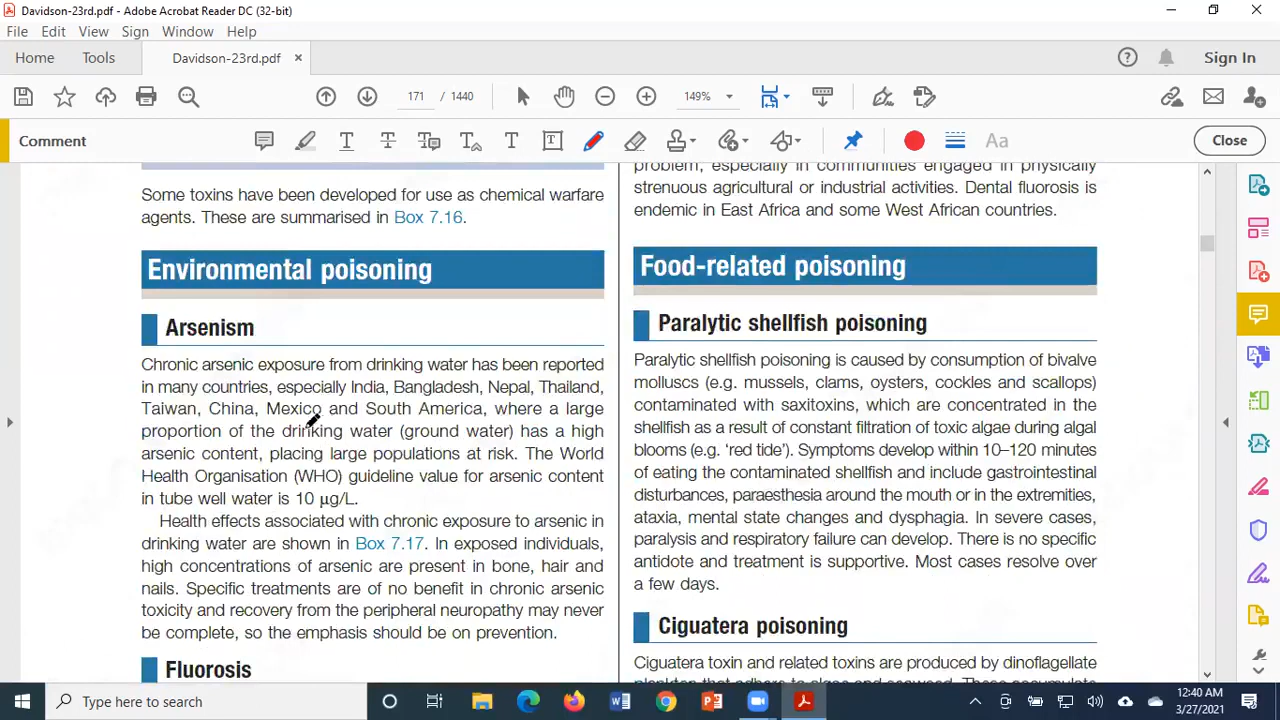 Davidson-23rd.pdf - Adobe Acrobat Reader DC (32-bit)
File Edit View Sign Window Help
Home Tools Davidson-23rd.pdf × Sign In
171 / 1440 149%
Comment Aa Close
Some toxins have been developed for use as chemical warfare
agents. These are summarised in Box 7.16.
Environmental poisoning
Arsenism
Chronic arsenic exposure from drinking water has been reported
in many countries, especially India, Bangladesh, Nepal, Thailand,
Taiwan, China, Mexico and South America, where a large
proportion of the drinking water (ground water) has a high
arsenic content, placing large populations at risk. The World
Health Organisation (WHO) guideline value for arsenic content
in tube well water is 10 μg/L.
Health effects associated with chronic exposure to arsenic in
drinking water are shown in Box 7.17. In exposed individuals,
high concentrations of arsenic are present in bone, hair and
nails. Specific treatments are of no benefit in chronic arsenic
toxicity and recovery from the peripheral neuropathy may never
be complete, so the emphasis should be on prevention.
Fluorosis
problem, especially in communities engaged in physically
strenuous agricultural or industrial activities. Dental fluorosis is
endemic in East Africa and some West African countries.
Food-related poisoning
Paralytic shellfish poisoning
Paralytic shellfish poisoning is caused by consumption of bivalve
molluscs (e.g. mussels, clams, oysters, cockles and scallops)
contaminated with saxitoxins, which are concentrated in the
shellfish as a result of constant filtration of toxic algae during algal
blooms (e.g. ‘red tide’). Symptoms develop within 10–120 minutes
of eating the contaminated shellfish and include gastrointestinal
disturbances, paraesthesia around the mouth or in the extremities,
ataxia, mental state changes and dysphagia. In severe cases,
paralysis and respiratory failure can develop. There is no specific
antidote and treatment is supportive. Most cases resolve over
a few days.
Ciguatera poisoning
Ciguatera toxin and related toxins are produced by dinoflagellate
Type here to search
12:40 AM
3/27/2021